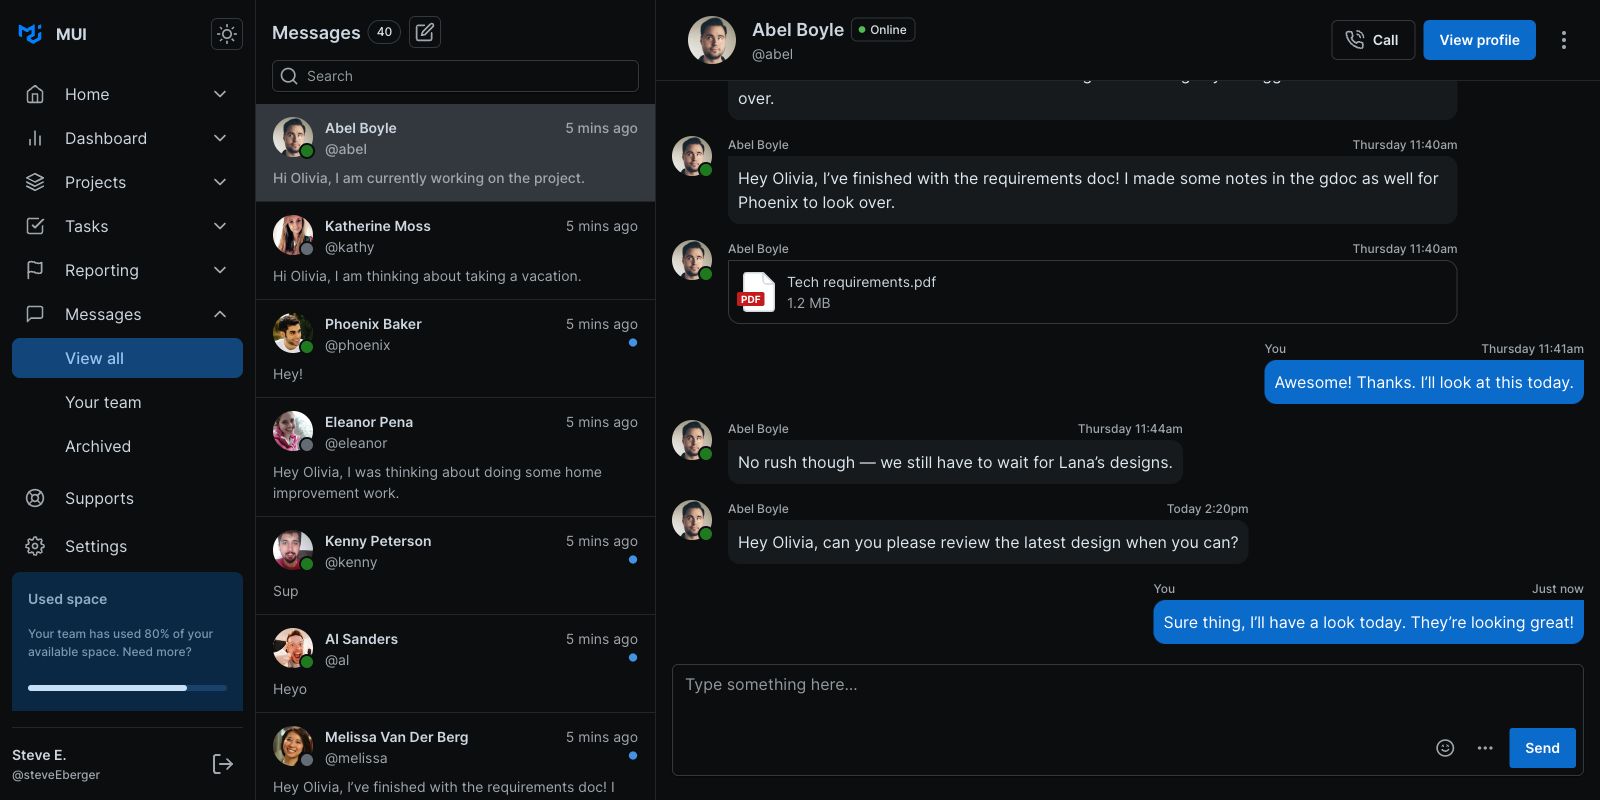 MUI
Home
Dashboard
Projects
Tasks
Reporting
Messages
View all
Your team
Archived
Supports
Settings
Used space
Your team has used 80% of your
available space. Need more?
Steve E.
@steveEberger
Messages 40
Search
Abel Boyle 5 mins ago
@abel
Hi Olivia, I am currently working on the project.
Katherine Moss 5 mins ago
@kathy
Hi Olivia, I am thinking about taking a vacation.
Phoenix Baker 5 mins ago
@phoenix
Hey!
Eleanor Pena 5 mins ago
@eleanor
Hey Olivia, I was thinking about doing some home
improvement work.
Kenny Peterson 5 mins ago
@kenny
Sup
Al Sanders 5 mins ago
@al
Heyo
Melissa Van Der Berg 5 mins ago
@melissa
Hey Olivia, I’ve finished with the requirements doc! I
Abel Boyle Online
@abel
Call
View profile
over.
Abel Boyle Thursday 11:40am
Hey Olivia, I’ve finished with the requirements doc! I made some notes in the gdoc as well for
Phoenix to look over.
Abel Boyle Thursday 11:40am
PDF
Tech requirements.pdf
1.2 MB
You Thursday 11:41am
Awesome! Thanks. I’ll look at this today.
Abel Boyle Thursday 11:44am
No rush though — we still have to wait for Lana’s designs.
Abel Boyle Today 2:20pm
Hey Olivia, can you please review the latest design when you can?
You Just now
Sure thing, I’ll have a look today. They’re looking great!
Type something here…
Send